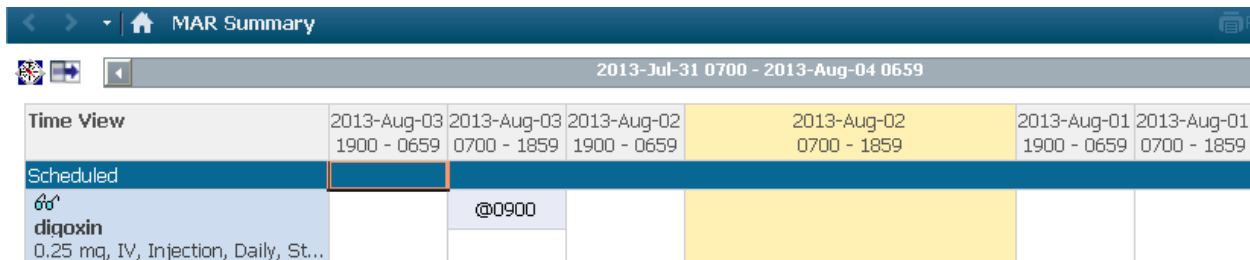 MAR Summary
2013-Jul-31 0700 - 2013-Aug-04 0659
Time View
2013-Aug-03 2013-Aug-03 2013-Aug-02 2013-Aug-02 2013-Aug-01 2013-Aug-01
1900 - 0659 0700 - 1859 1900 - 0659 0700 - 1859 1900 - 0659 0700 - 1859
Scheduled
@0900
digoxin
0.25 mg, IV, Injection, Daily, St...